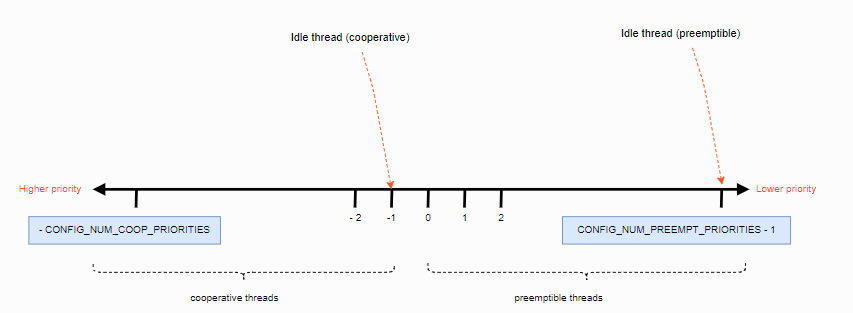 Idle thread (cooperative)
Idle thread (preemptible)
Higher priority
Lower priority
- 2
-1
0
1
2
- CONFIG_NUM_COOP_PRIORITIES
CONFIG_NUM_PREEMPT_PRIORITIES - 1
cooperative threads
preemptible threads